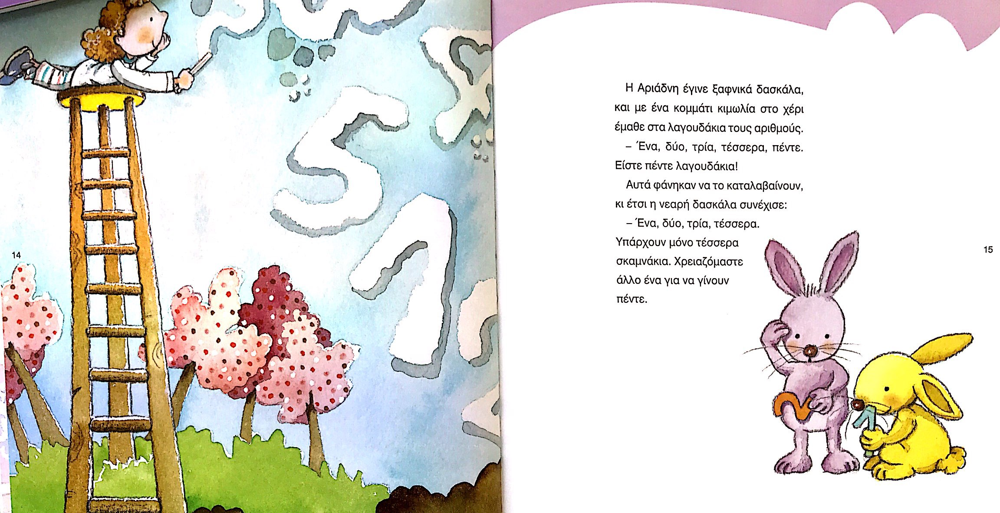 14
Η Αριάδνη έγινε ξαφνικά δασκάλα,
και με ένα κομμάτι κιμωλία στο χέρι
έμαθε στα λαγουδάκια τους αριθμούς.
– Ένα, δύο, τρία, τέσσερα, πέντε.
Είστε πέντε λαγουδάκια!
Αυτά φάνηκαν να το καταλαβαίνουν,
κι έτσι η νεαρή δασκάλα συνέχισε:
– Ένα, δύο, τρία, τέσσερα.
Υπάρχουν μόνο τέσσερα
σκαμνάκια. Χρειαζόμαστε
άλλο ένα για να γίνουν
πέντε.
15
5
1
2
1